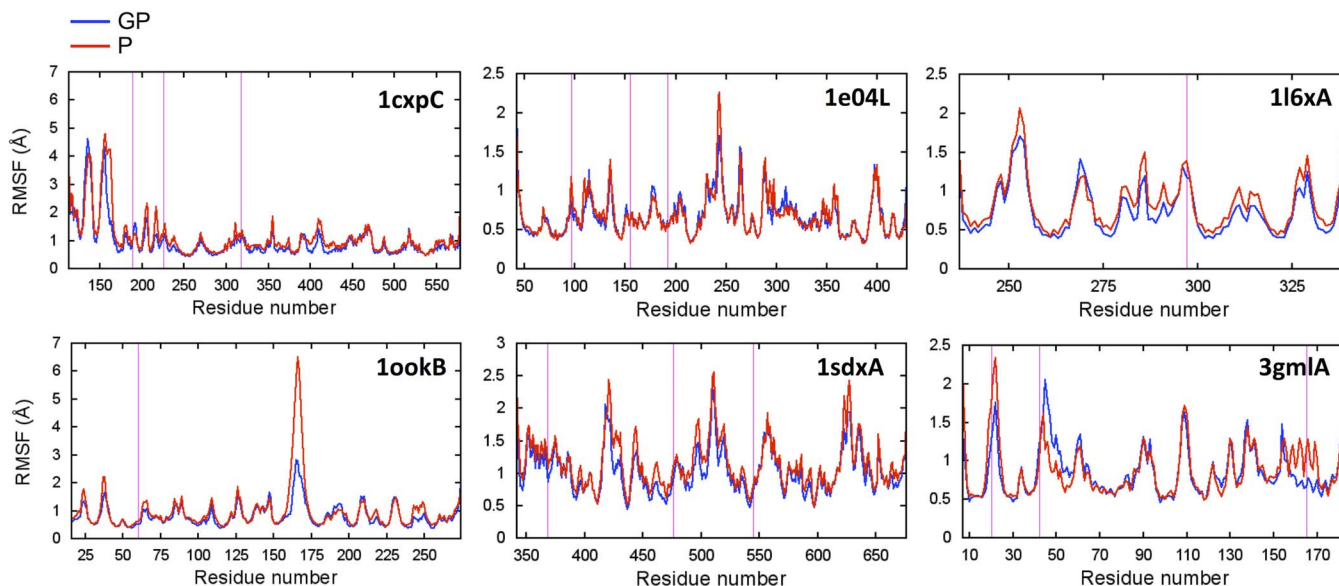 GP
P
1cxpC
RMSF (Å)
7
6
5
4
3
2
1
0
150 200 250 300 350 400 450 500 550
Residue number
1e04L
2.5
2
1.5
1
0.5
0
50 100 150 200 250 300 350 400
Residue number
1l6xA
2.5
2
1.5
1
0.5
0
250 275 300 325
Residue number
1ookB
RMSF (Å)
7
6
5
4
3
2
1
0
25 50 75 100 125 150 175 200 225 250
Residue number
1sdxA
3
2.5
2
1.5
1
0.5
0
350 400 450 500 550 600 650
Residue number
3gmlA
2.5
2
1.5
1
0.5
0
10 30 50 70 90 110 130 150 170
Residue number